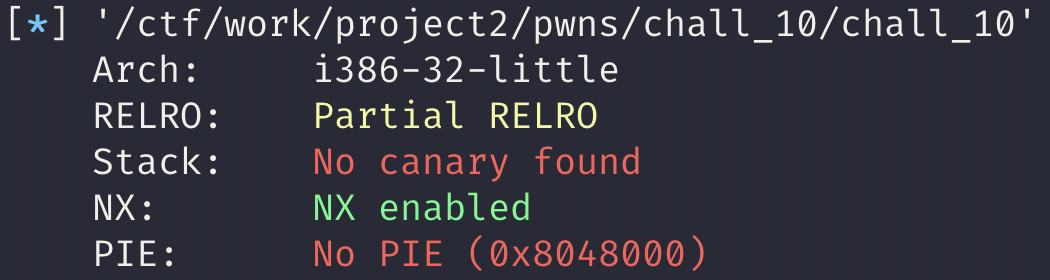 [*] '/ctf/work/project2/pwns/chall_10/chall_10'
Arch: i386-32-little
RELRO: Partial RELRO
Stack: No canary found
NX: NX enabled
PIE: No PIE (0x8048000)